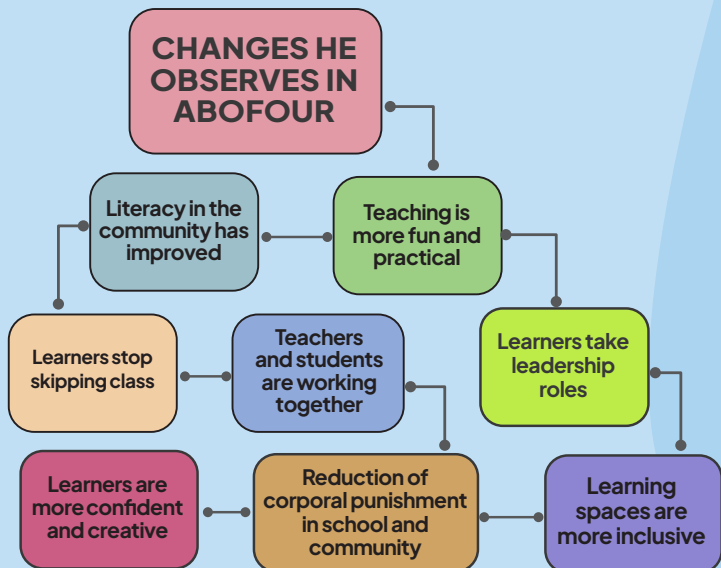 CHANGES HE
OBSERVES IN
ABOFOUR
Literacy in the
community has
improved
Teaching is
more fun and
practical
Learners stop
skipping class
Teachers
and students
are working
together
Learners take
leadership
roles
Learners are
more confident
and creative
Reduction of
corporal punishment
in school and
community
Learning
spaces are
more inclusive